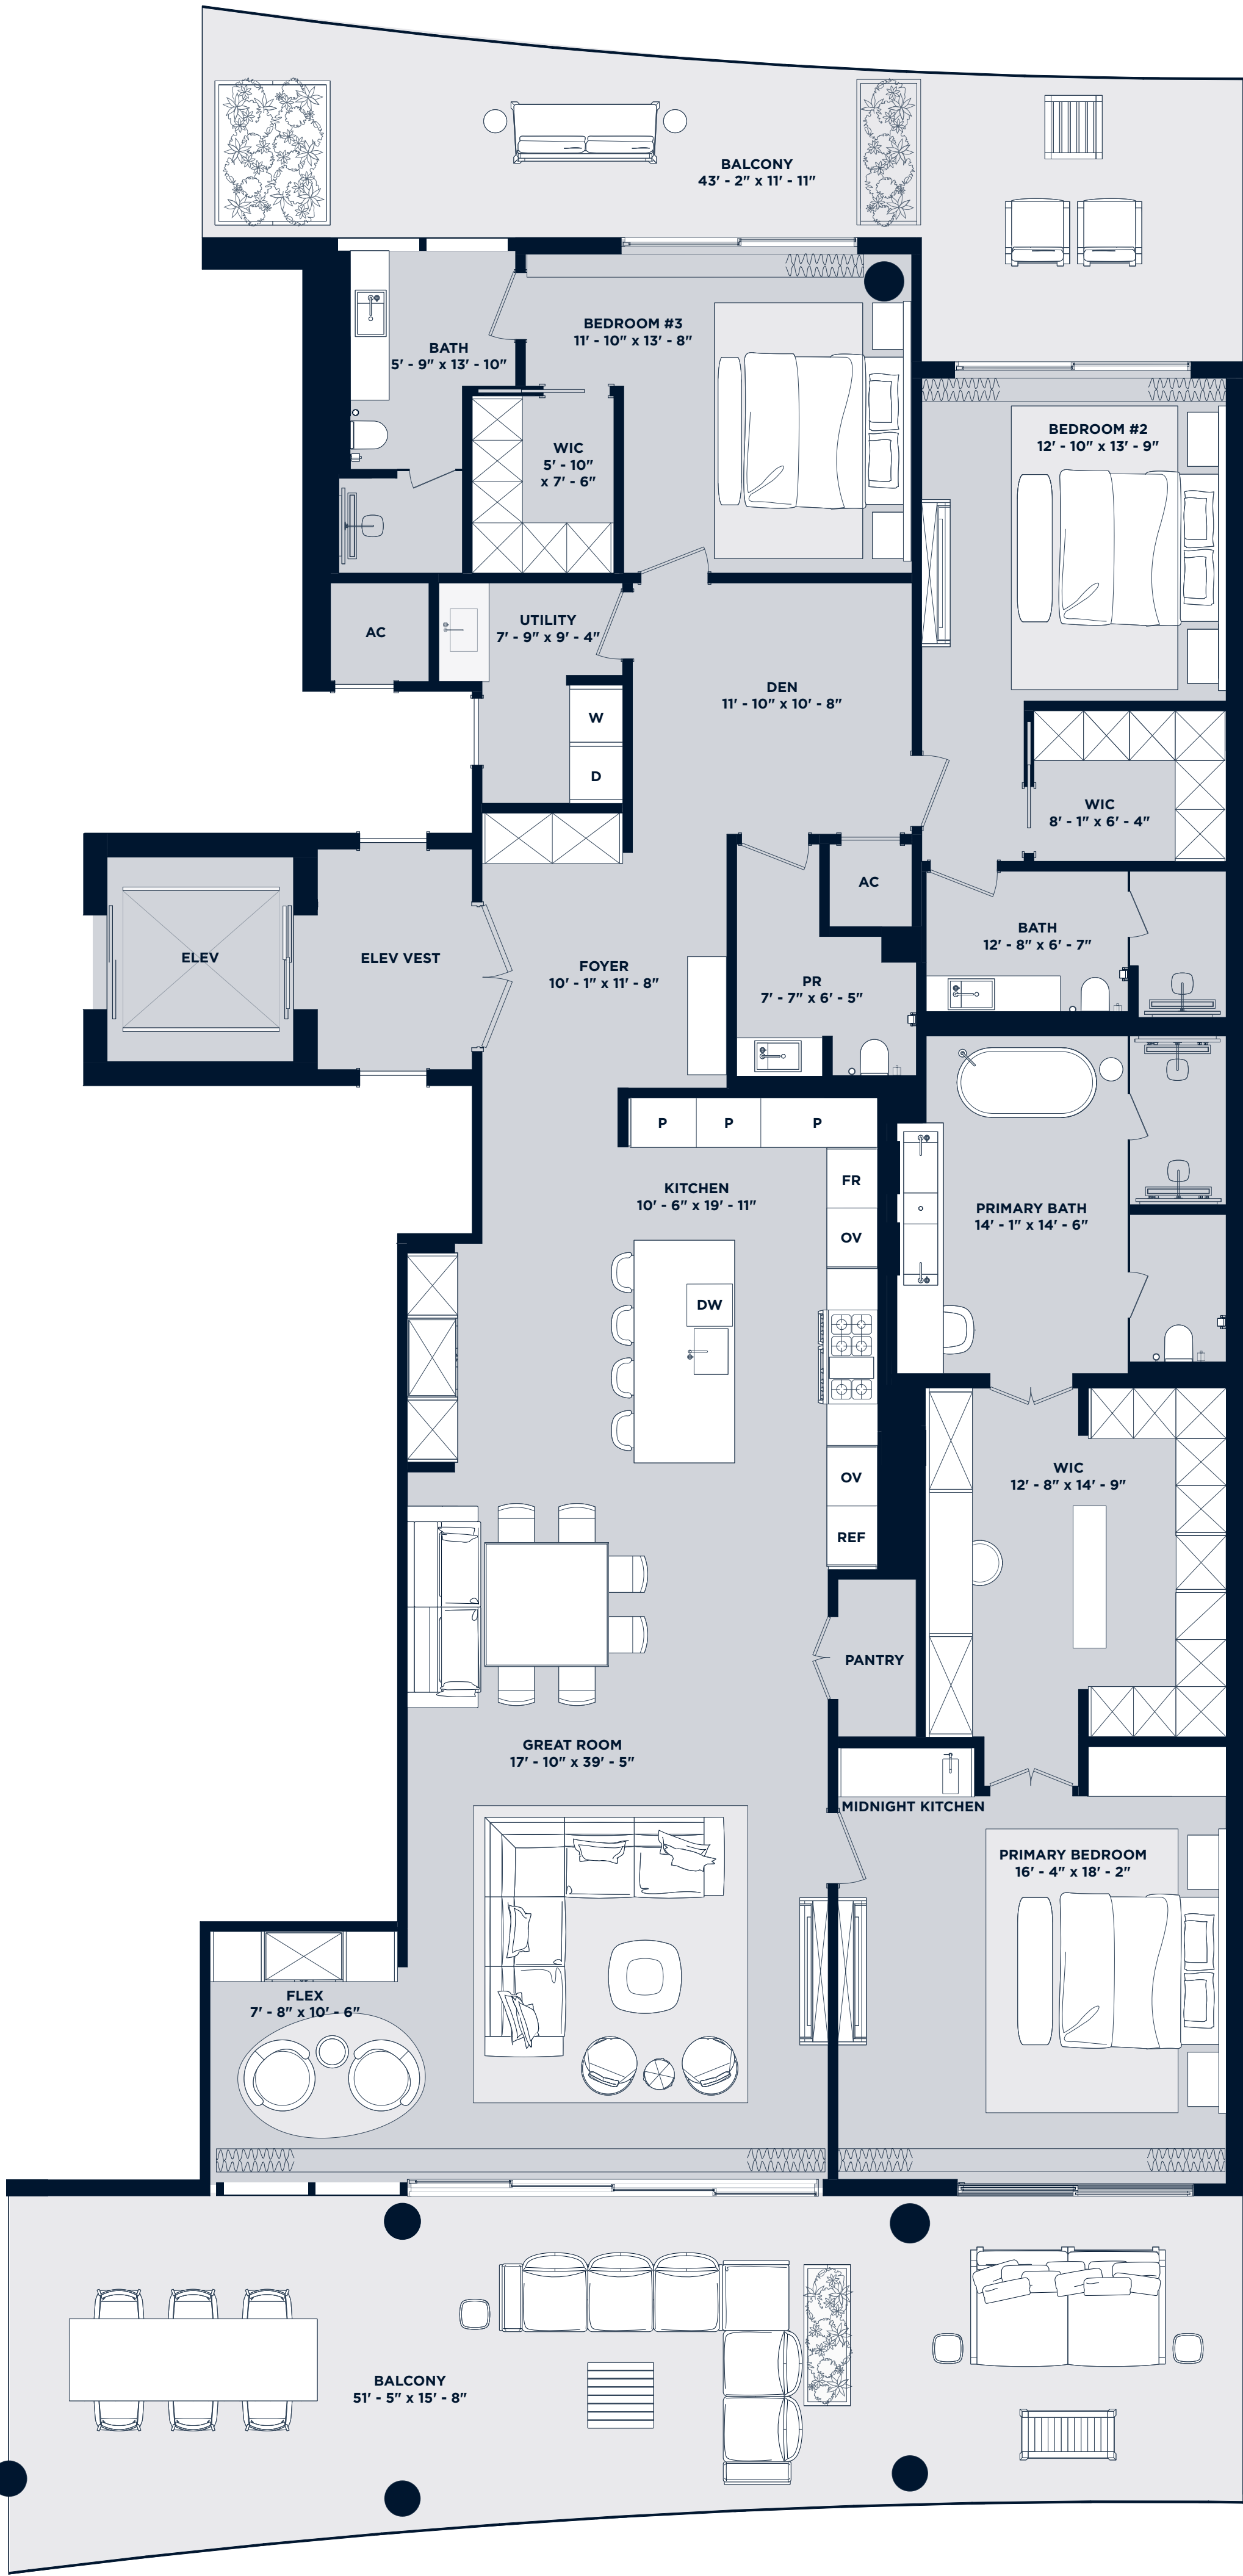 BALCONY
43' - 2" x 11' - 11"
BEDROOM #3
11' - 10" x 13' - 8"
BATH
5' - 9" x 13' - 10"
BEDROOM #2
12' - 10" x 13' - 9"
WIC
5' - 10"
x 7' - 6"
UTILITY
7' - 9" x 9' - 4"
AC
DEN
11' - 10" x 10' - 8"
W
D
WIC
8' - 1" x 6' - 4"
AC
BATH
12' - 8" x 6' - 7"
ELEV
ELEV VEST
FOYER
10' - 1" x 11' - 8"
PR
7' - 7" x 6' - 5"
P
P
P
KITCHEN
10' - 6" x 19' - 11"
FR
OV
PRIMARY BATH
14' - 1" x 14' - 6"
DW
OV
REF
WIC
12' - 8" x 14' - 9"
PANTRY
GREAT ROOM
17' - 10" x 39' - 5"
MIDNIGHT KITCHEN
PRIMARY BEDROOM
16' - 4" x 18' - 2"
FLEX
7' - 8" x 10' - 6"
BALCONY
51' - 5" x 15' - 8"